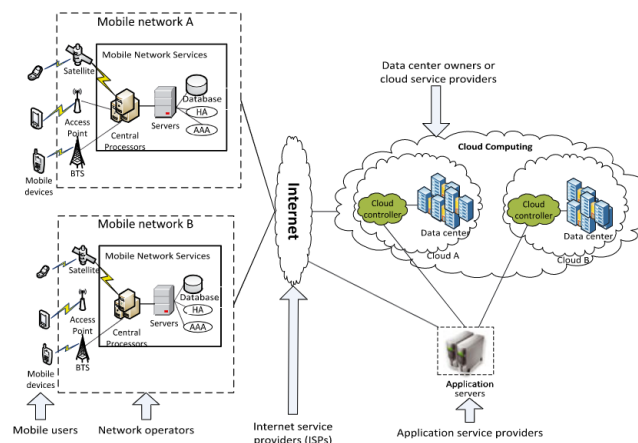 Mobile network A
Mobile Network Services
Satellite
Database
HA
AAA
Access
Point
Central
Processors
Servers
Mobile
devices
BTS
Mobile network B
Mobile Network Services
Satellite
Database
HA
AAA
Access
Point
Servers
Central
Processors
Mobile
devices
BTS
Mobile users
Network operators
Internet
Internet service
providers (ISPs)
Data center owners or
cloud service providers
Cloud Computing
Cloud
controller
Data center
Cloud A
Cloud
controller
Data center
Cloud B
Application
servers
Application service providers